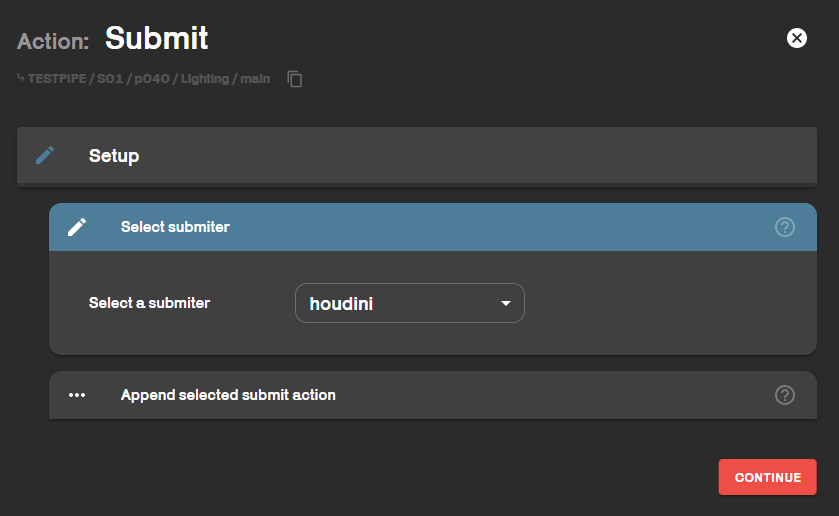 Action: Submit
TESTPIPE / S01 / p040 / Lighting / main
Setup
Select submiter
Select a submiter houdini
Append selected submit action
CONTINUE